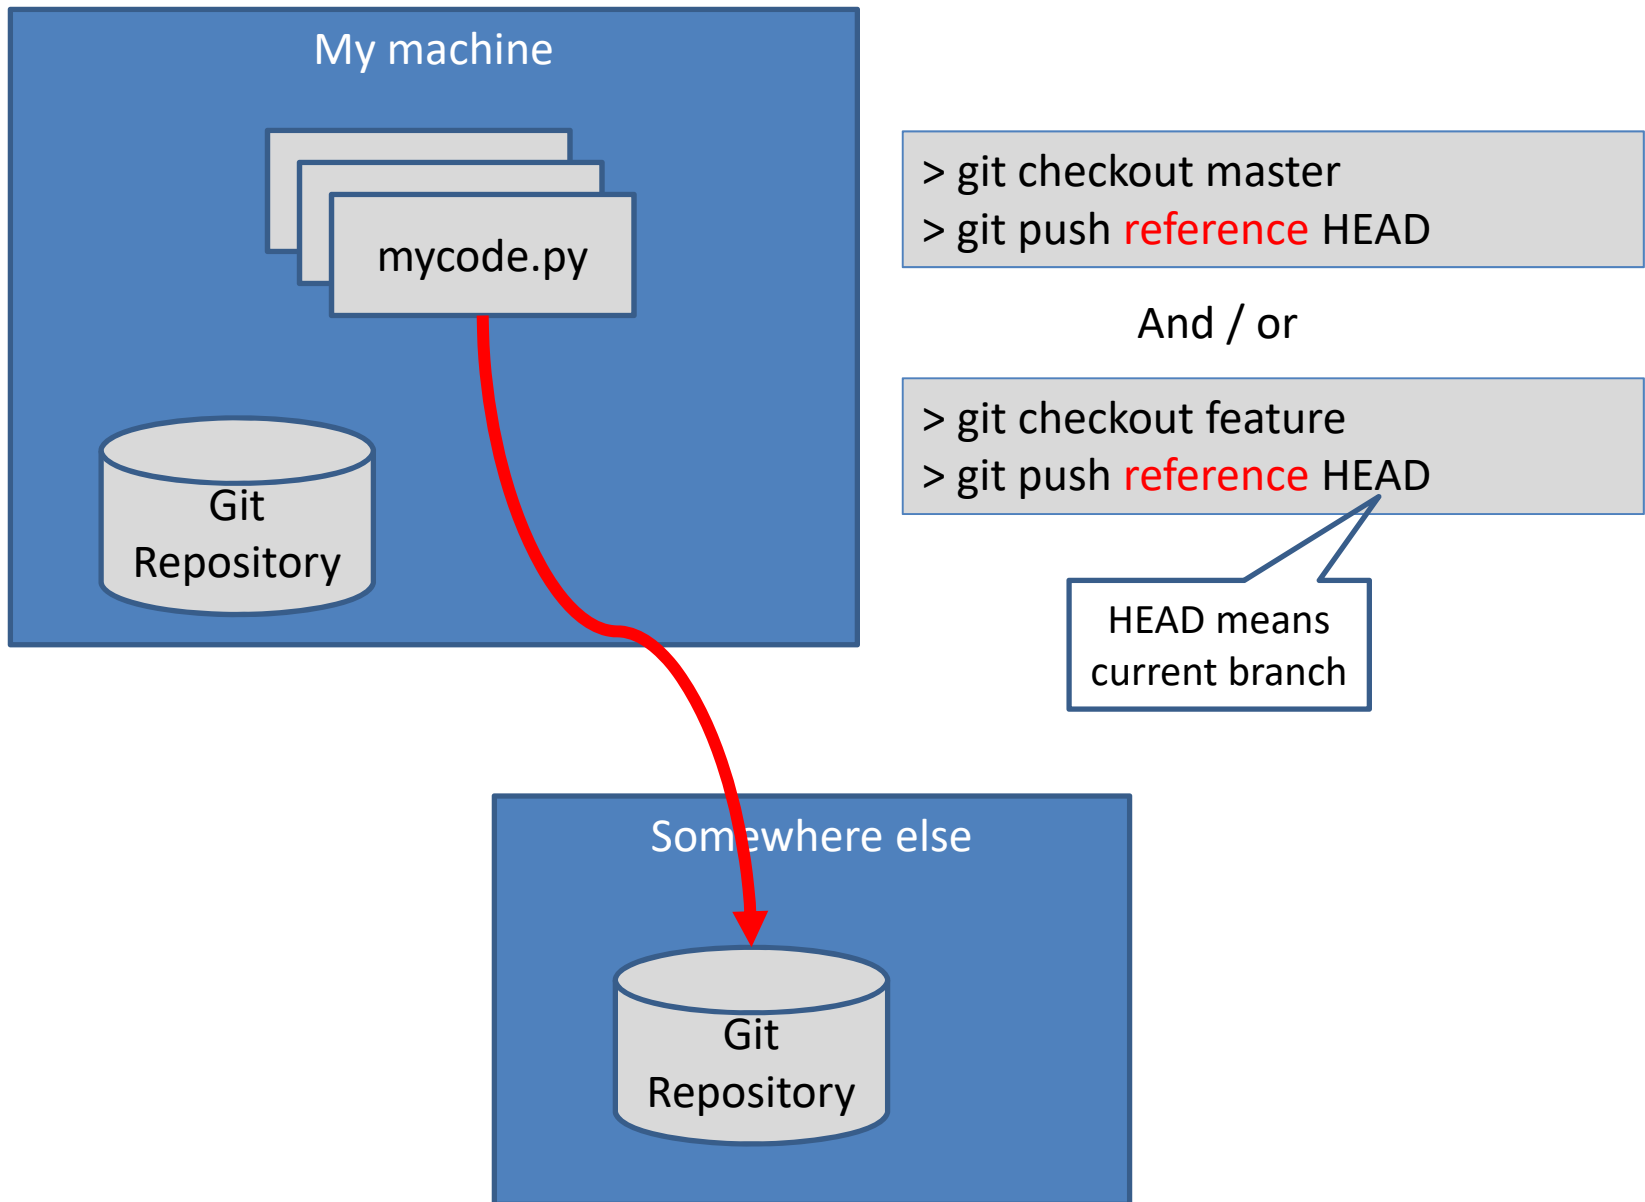 My machine
mycode.py
Git
Repository
> git checkout master
> git push reference HEAD
And / or
> git checkout feature
> git push reference HEAD
HEAD means
current branch
Somewhere else
Git
Repository